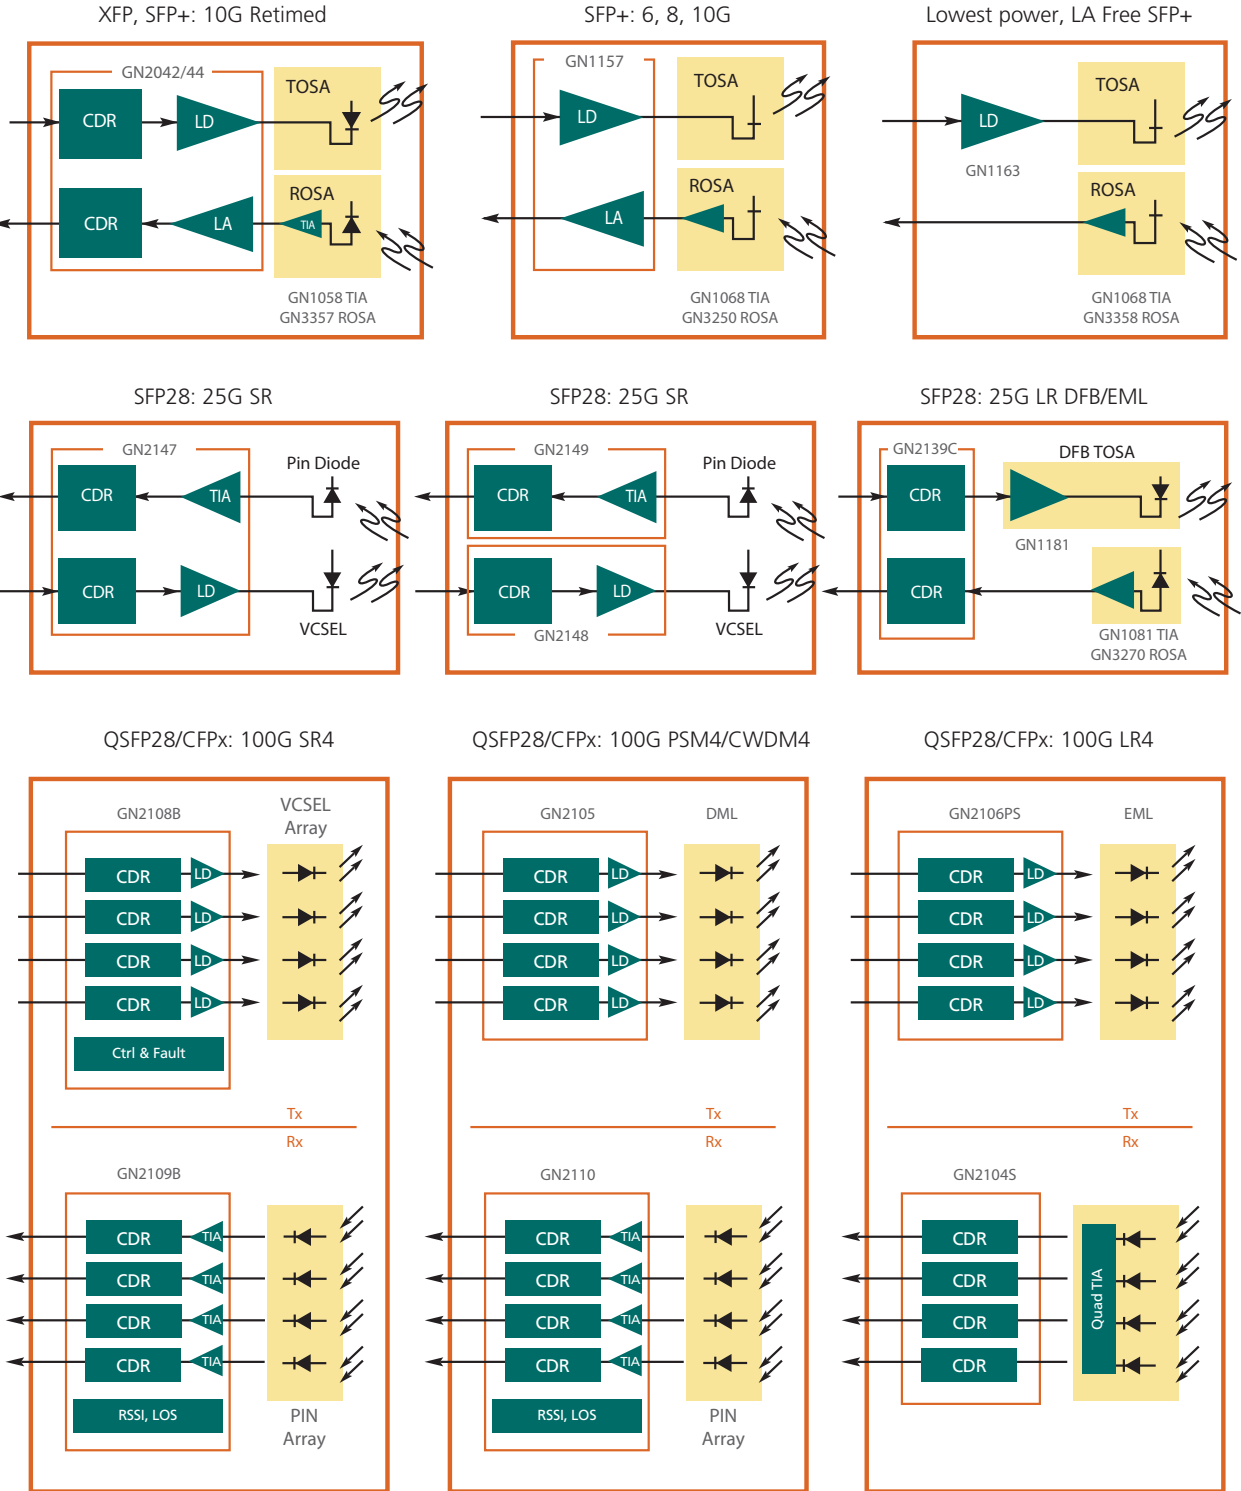 XFP, SFP+: 10G Retimed
GN2042/44
TOSA
CDR
LD
ROSA
CDR
LA
TIA
GN1058 TIA
GN3357 ROSA
SFP+: 6, 8, 10G
GN1157
TOSA
LD
ROSA
LA
GN1068 TIA
GN3250 ROSA
Lowest power, LA Free SFP+
TOSA
LD
GN1163
ROSA
GN1068 TIA
GN3358 ROSA
SFP28: 25G SR
GN2147
Pin Diode
CDR
TIA
CDR
LD
VCSEL
SFP28: 25G SR
GN2149
Pin Diode
CDR
TIA
CDR
LD
VCSEL
GN2148
SFP28: 25G LR DFB/EML
GN2139C
DFB TOSA
CDR
GN1181
CDR
GN1081 TIA
GN3270 ROSA
QSFP28/CFPx: 100G SR4
GN2108B
VCSEL
Array
CDR
LD
CDR
LD
CDR
LD
CDR
LD
Ctrl & Fault
Tx
Rx
GN2109B
CDR
TIA
CDR
TIA
CDR
TIA
CDR
TIA
RSSI, LOS
PIN
Array
QSFP28/CFPx: 100G PSM4/CWDM4
GN2105
DML
CDR
LD
CDR
LD
CDR
LD
CDR
LD
Tx
Rx
GN2110
CDR
TIA
CDR
TIA
CDR
TIA
CDR
TIA
RSSI, LOS
PIN
Array
QSFP28/CFPx: 100G LR4
GN2106PS
EML
CDR
LD
CDR
LD
CDR
LD
CDR
LD
Tx
Rx
GN2104S
CDR
CDR
CDR
CDR
Quad TIA